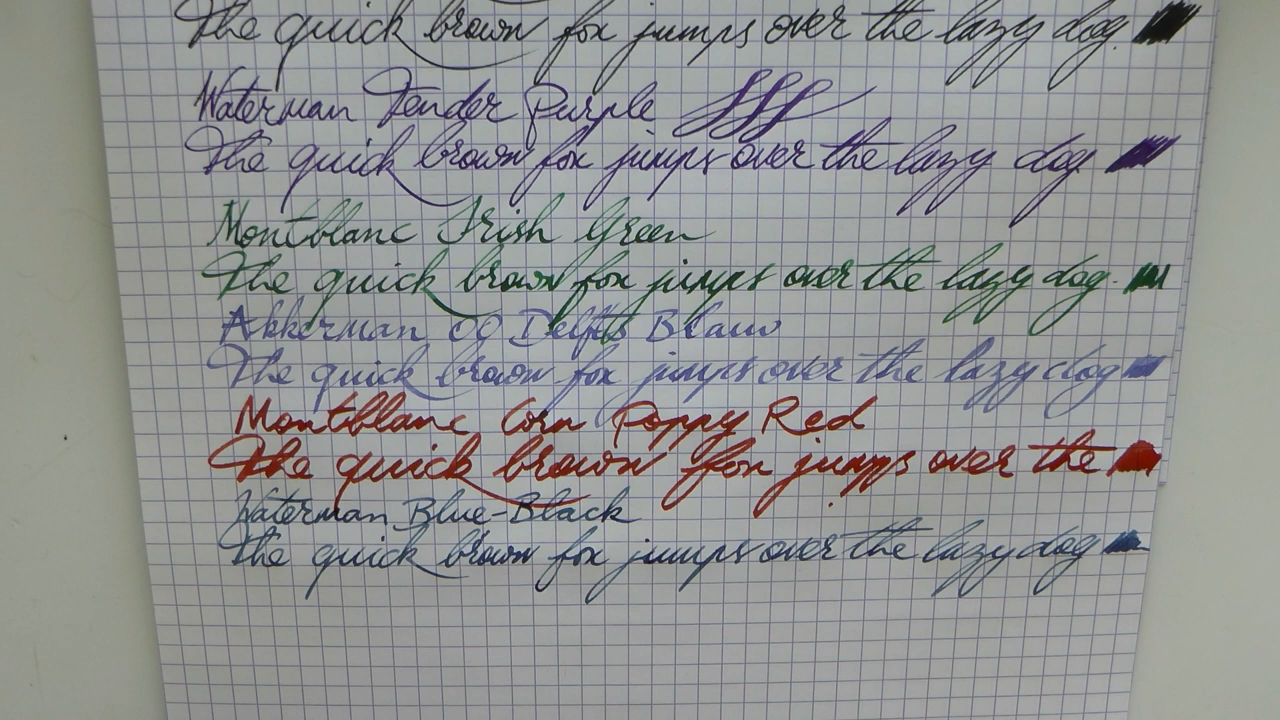 The quick brown fox jumps over the lazy dog.
Waterman Tender Purple
The quick brown fox jumps over the lazy dog.
Montblanc Irish Green
The quick brown fox jumps over the lazy dog.
Akkerman 09 Delfts Blauw
The quick brown fox jumps over the lazy dog
Montblanc Corn Poppy Red
The quick brown fox jumps over the
Waterman Blue-Black
The quick brown fox jumps over the lazy dog